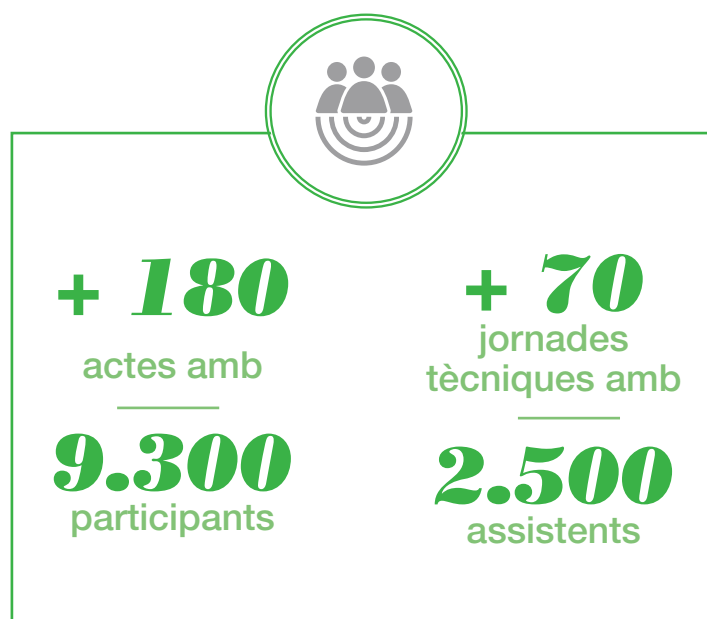 + 180
actes amb
9.300
participants
+ 70
jornades
tècniques amb
2.500
assistents